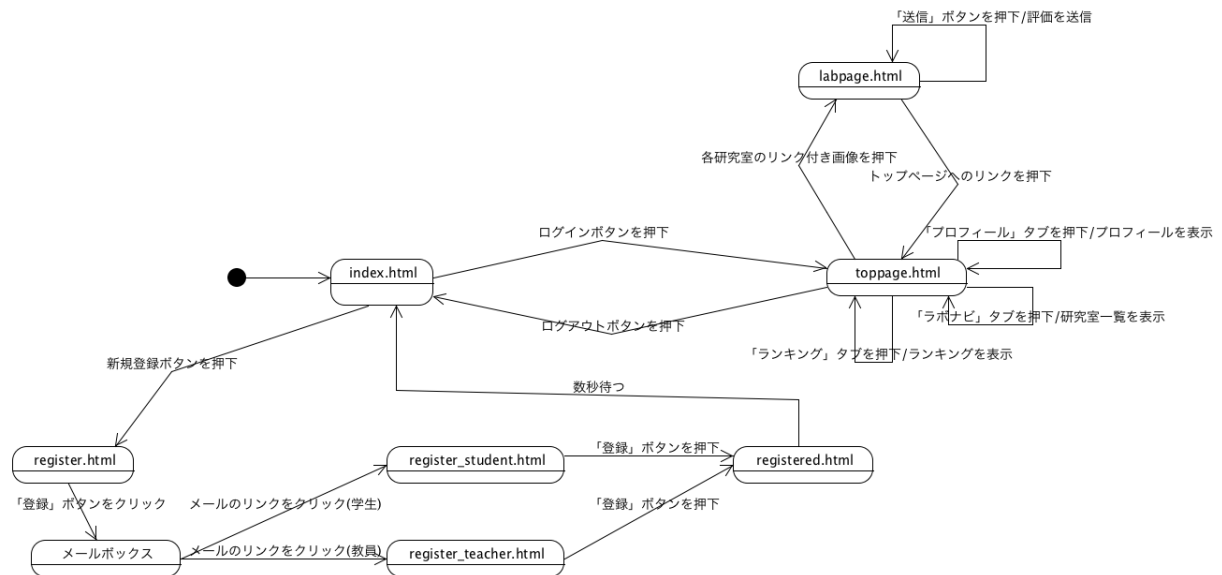 「送信」ボタンを押下/評価を送信
labpage.html
各研究室のリンク付き画像を押下
トップページへのリンクを押下
ログインボタンを押下
「プロフィール」タブを押下/プロフィールを表示
index.html
toppage.html
ログアウトボタンを押下
「ラボナビ」タブを押下/研究室一覧を表示
「ランキング」タブを押下/ランキングを表示
新規登録ボタンを押下
数秒待つ
register.html
register_student.html
「登録」ボタンを押下
registered.html
「登録」ボタンをクリック
メールのリンクをクリック(学生)
「登録」ボタンを押下
メールボックス
メールのリンクをクリック(教員)
register_teacher.html